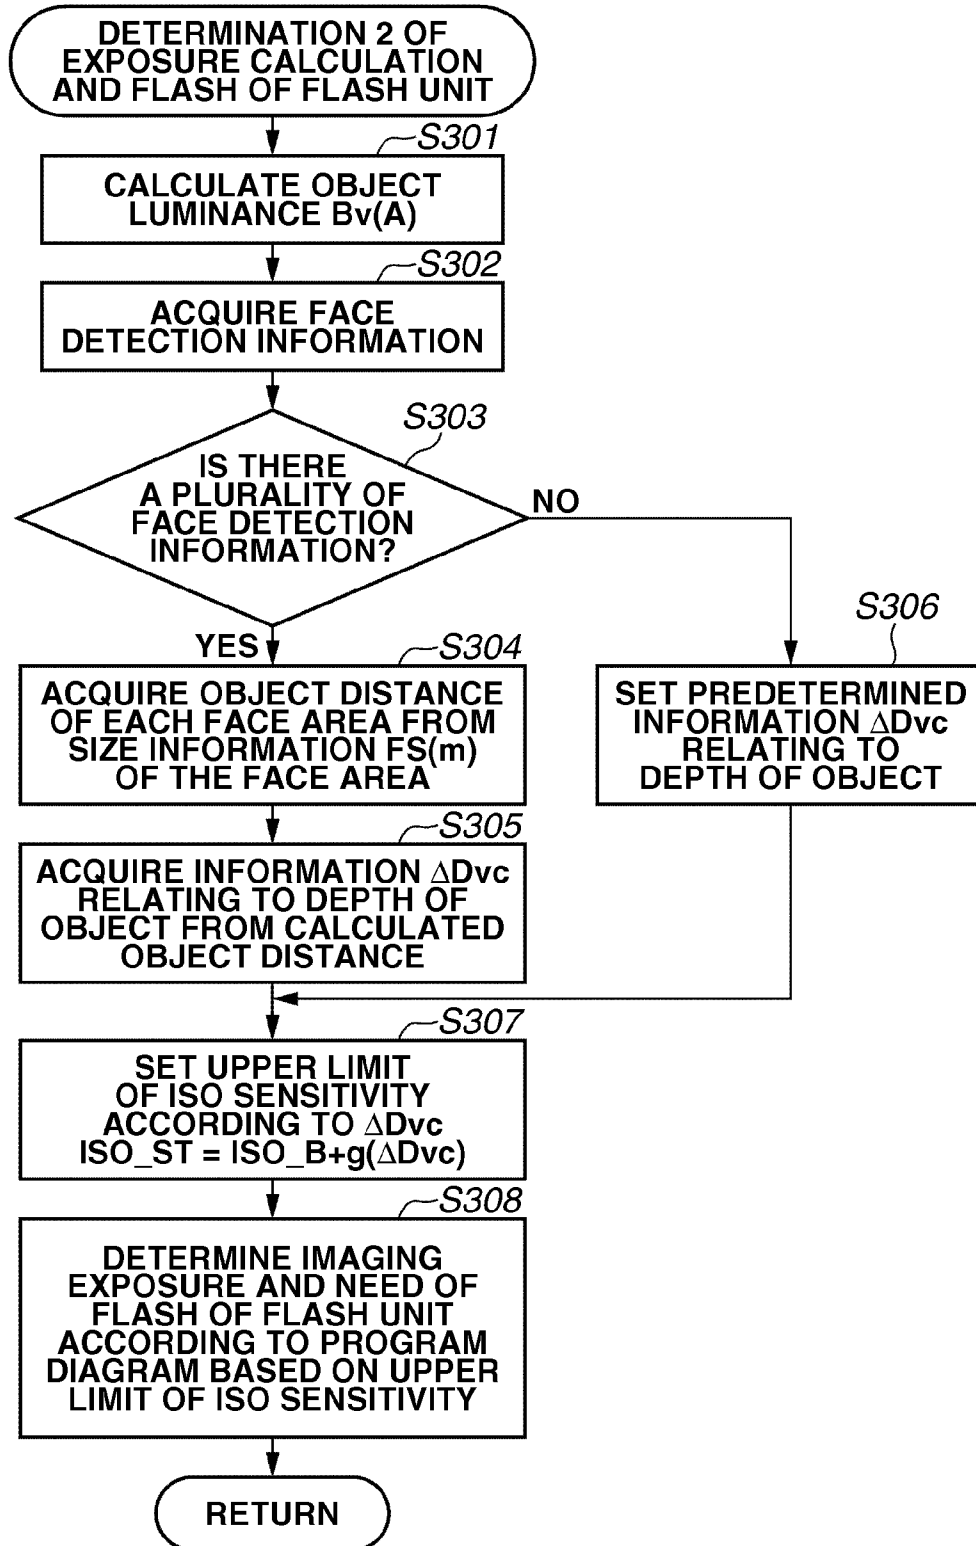 DETERMINATION 2 OF
EXPOSURE CALCULATION
AND FLASH OF FLASH UNIT
S301
CALCULATE OBJECT
LUMINANCE Bv(A)
S302
ACQUIRE FACE
DETECTION INFORMATION
S303
IS THERE
A PLURALITY OF
FACE DETECTION
INFORMATION?
NO
YES
S304
ACQUIRE OBJECT DISTANCE
OF EACH FACE AREA FROM
SIZE INFORMATION FS(m)
OF THE FACE AREA
S306
SET PREDETERMINED
INFORMATION ΔDvc
RELATING TO
DEPTH OF OBJECT
S305
ACQUIRE INFORMATION ΔDvc
RELATING TO DEPTH OF
OBJECT FROM CALCULATED
OBJECT DISTANCE
S307
SET UPPER LIMIT
OF ISO SENSITIVITY
ACCORDING TO ΔDvc
ISO_ST = ISO_B+g(ΔDvc)
S308
DETERMINE IMAGING
EXPOSURE AND NEED OF
FLASH OF FLASH UNIT
ACCORDING TO PROGRAM
DIAGRAM BASED ON UPPER
LIMIT OF ISO SENSITIVITY
RETURN